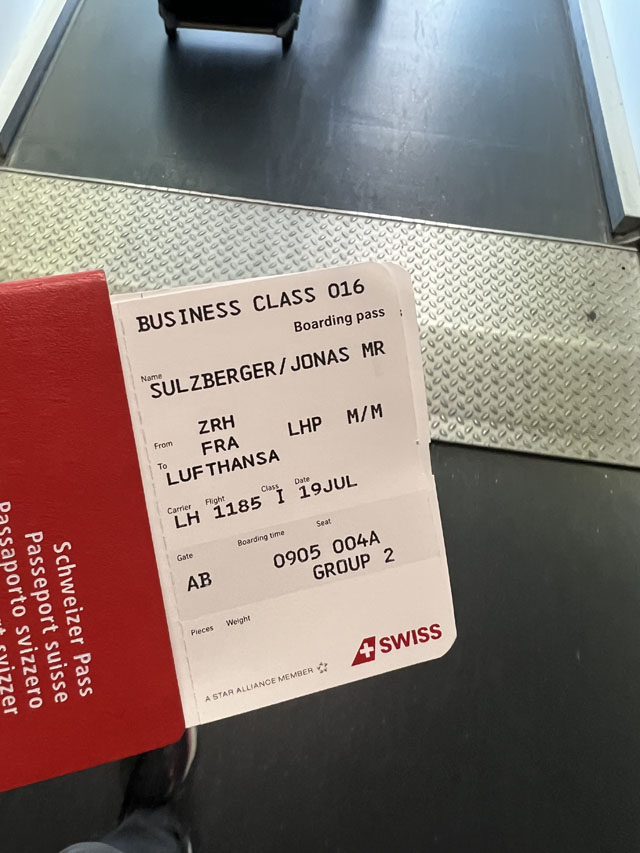 BUSINESS CLASS 016
Boarding pass
Name
SULZBERGER/JONAS MR
From ZRH
To FRA LHP M/M
LUFTHANSA
Carrier Flight Class Date
LH 1185 I 19JUL
Gate Boarding time Seat
AB 0905 004A
GROUP 2
Pieces Weight
A STAR ALLIANCE MEMBER
SWISS
Schweizer Pass
Passeport suisse
Passaporto svizzero
svizzer